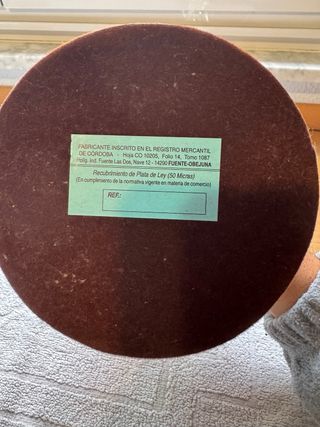 FABRICANTE INSCRITO EN EL REGISTRO MERCANTIL
DE CÓRDOBA - Hoja CO 10205, Folio 14, Tomo 1087
Polig. Ind. Fuente Las Dos, Nave 12 - 14290 FUENTE-OBEJUNA
Recubrimiento de Plata de Ley (50 Micras)
(En cumplimiento de la normativa vigente en materia de comercio)
REF.: